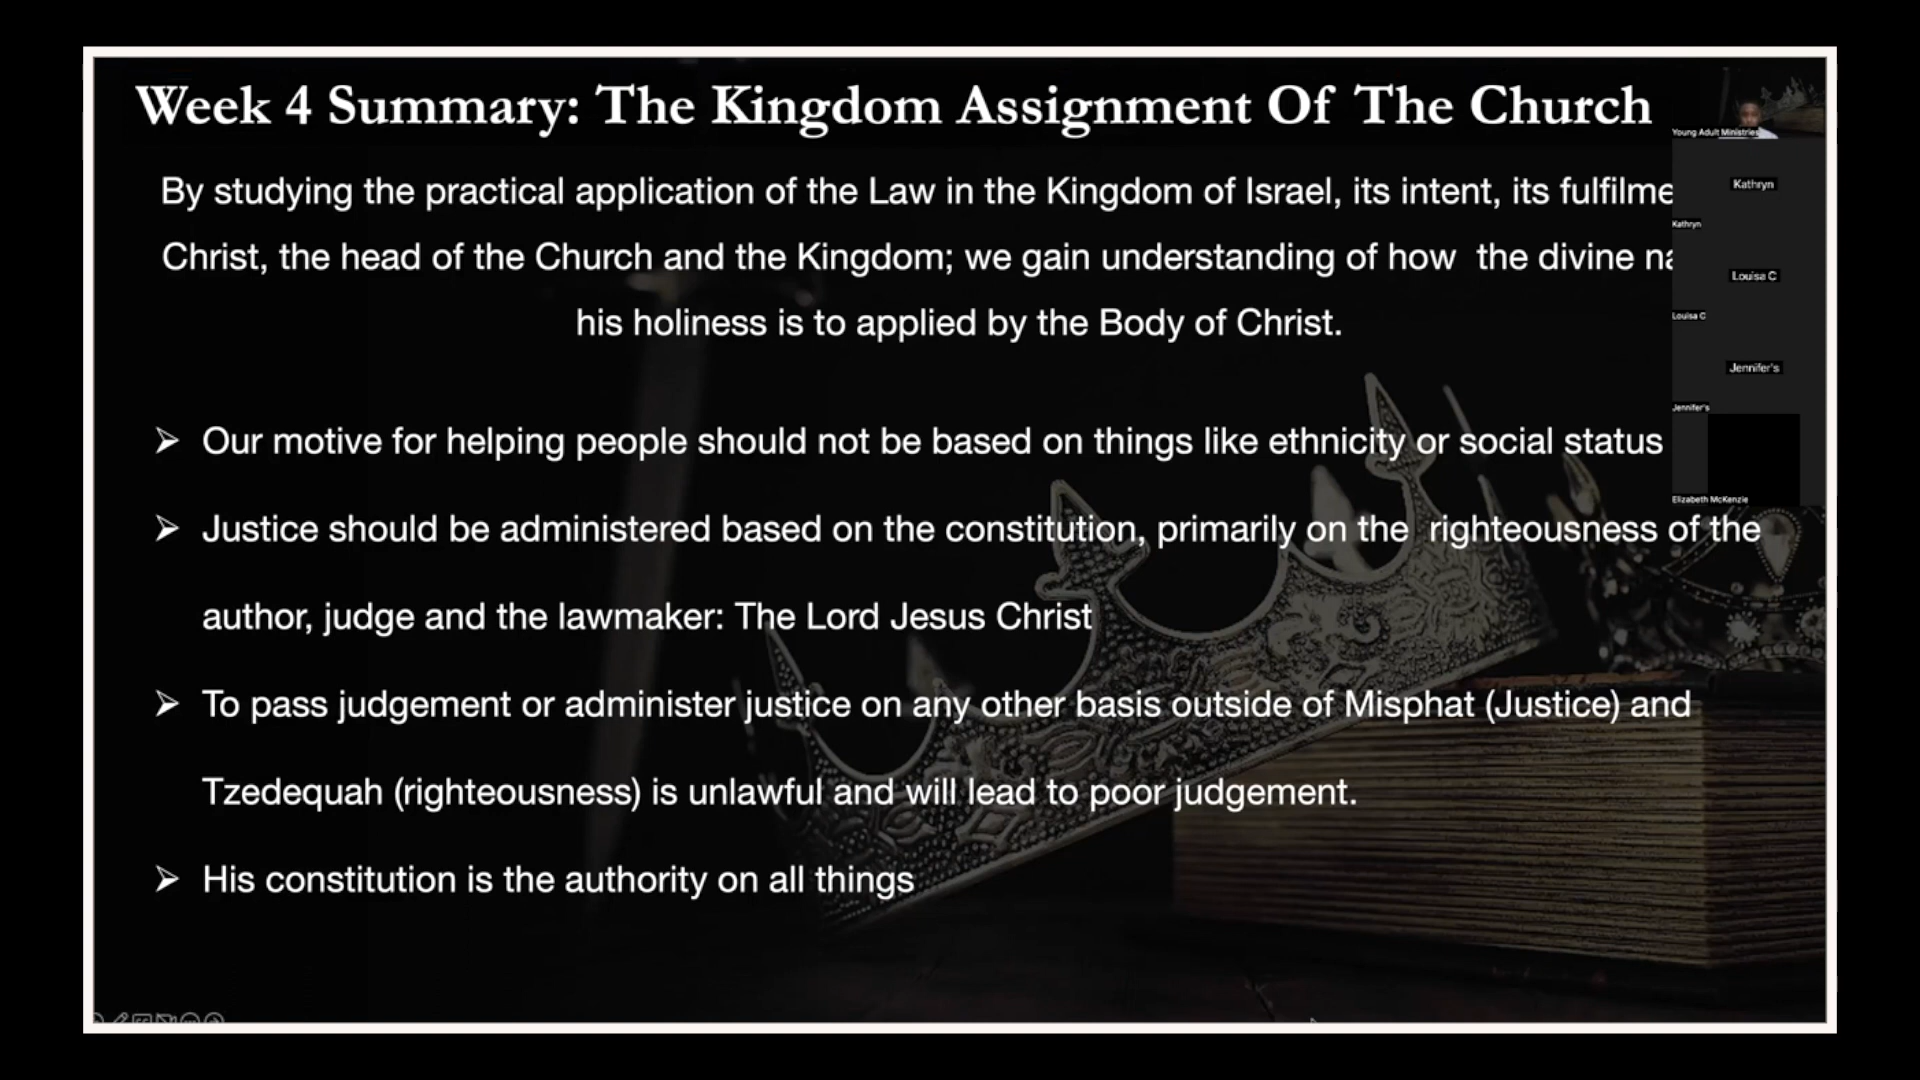 Week 4 Summary: The Kingdom Assignment Of The Church
By studying the practical application of the Law in the Kingdom of Israel, its intent, its
Christ, the head of the Church and the Kingdom; we gain understanding of how the divine
his holiness is to applied by the Body of Christ.
➢ Our motive for helping people should not be based on things like ethnicity or social status
➢ Justice should be administered based on the constitution, primarily on the righteousness of the
author, judge and the lawmaker: The Lord Jesus Christ
➢ To pass judgement or administer justice on any other basis outside of Misphat (Justice) and
Tzedequah (righteousness) is unlawful and will lead to poor judgement.
➢ His constitution is the authority on all things
Young Adult Ministries
Kathryn
Kathryn
Louisa C
Louisa C
Jennifer's
Jennifer's
Elizabeth McKenzie